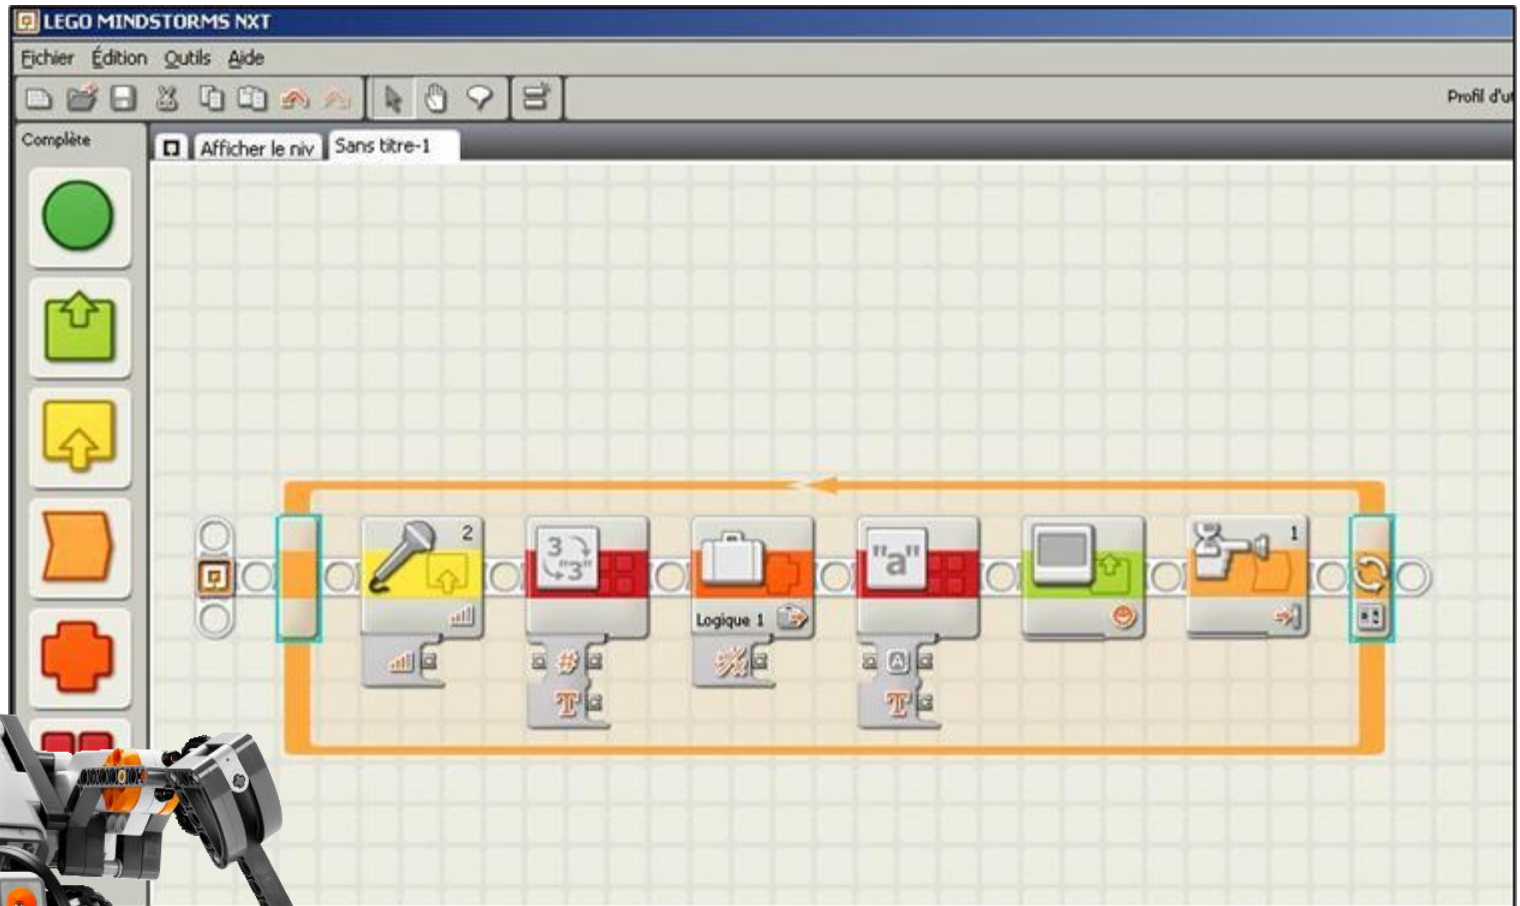 LEGO MINDSTORMS NXT
Fichier Édition Outils Aide
Profil d'ut
Complète
Afficher le niv Sans titre-1
2
3
"3"
"a"
1
Logique 1
#
A
T
T